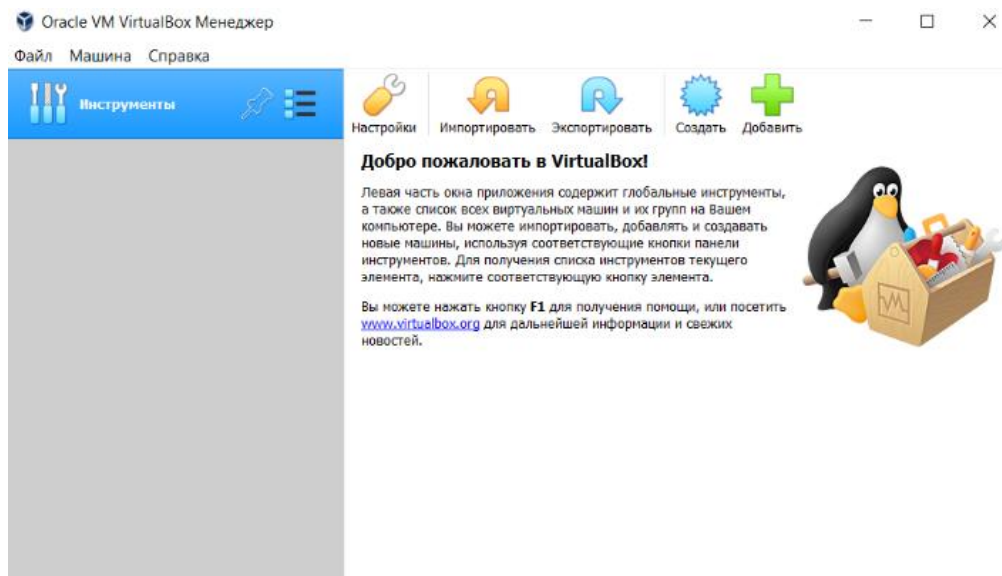 Oracle VM VirtualBox Менеджер
Файл Машина Справка
Инструменты
Настройки Импортировать Экспортировать Создать Добавить
Добро пожаловать в VirtualBox!
Левая часть окна приложения содержит глобальные инструменты,
а также список всех виртуальных машин и их групп на Вашем
компьютере. Вы можете импортировать, добавлять и создавать
новые машины, используя соответствующие кнопки панели
инструментов. Для получения списка инструментов текущего
элемента, нажмите соответствующую кнопку элемента.
Вы можете нажать кнопку F1 для получения помощи, или посетить
www.virtualbox.org для дальнейшей информации и свежих
новостей.